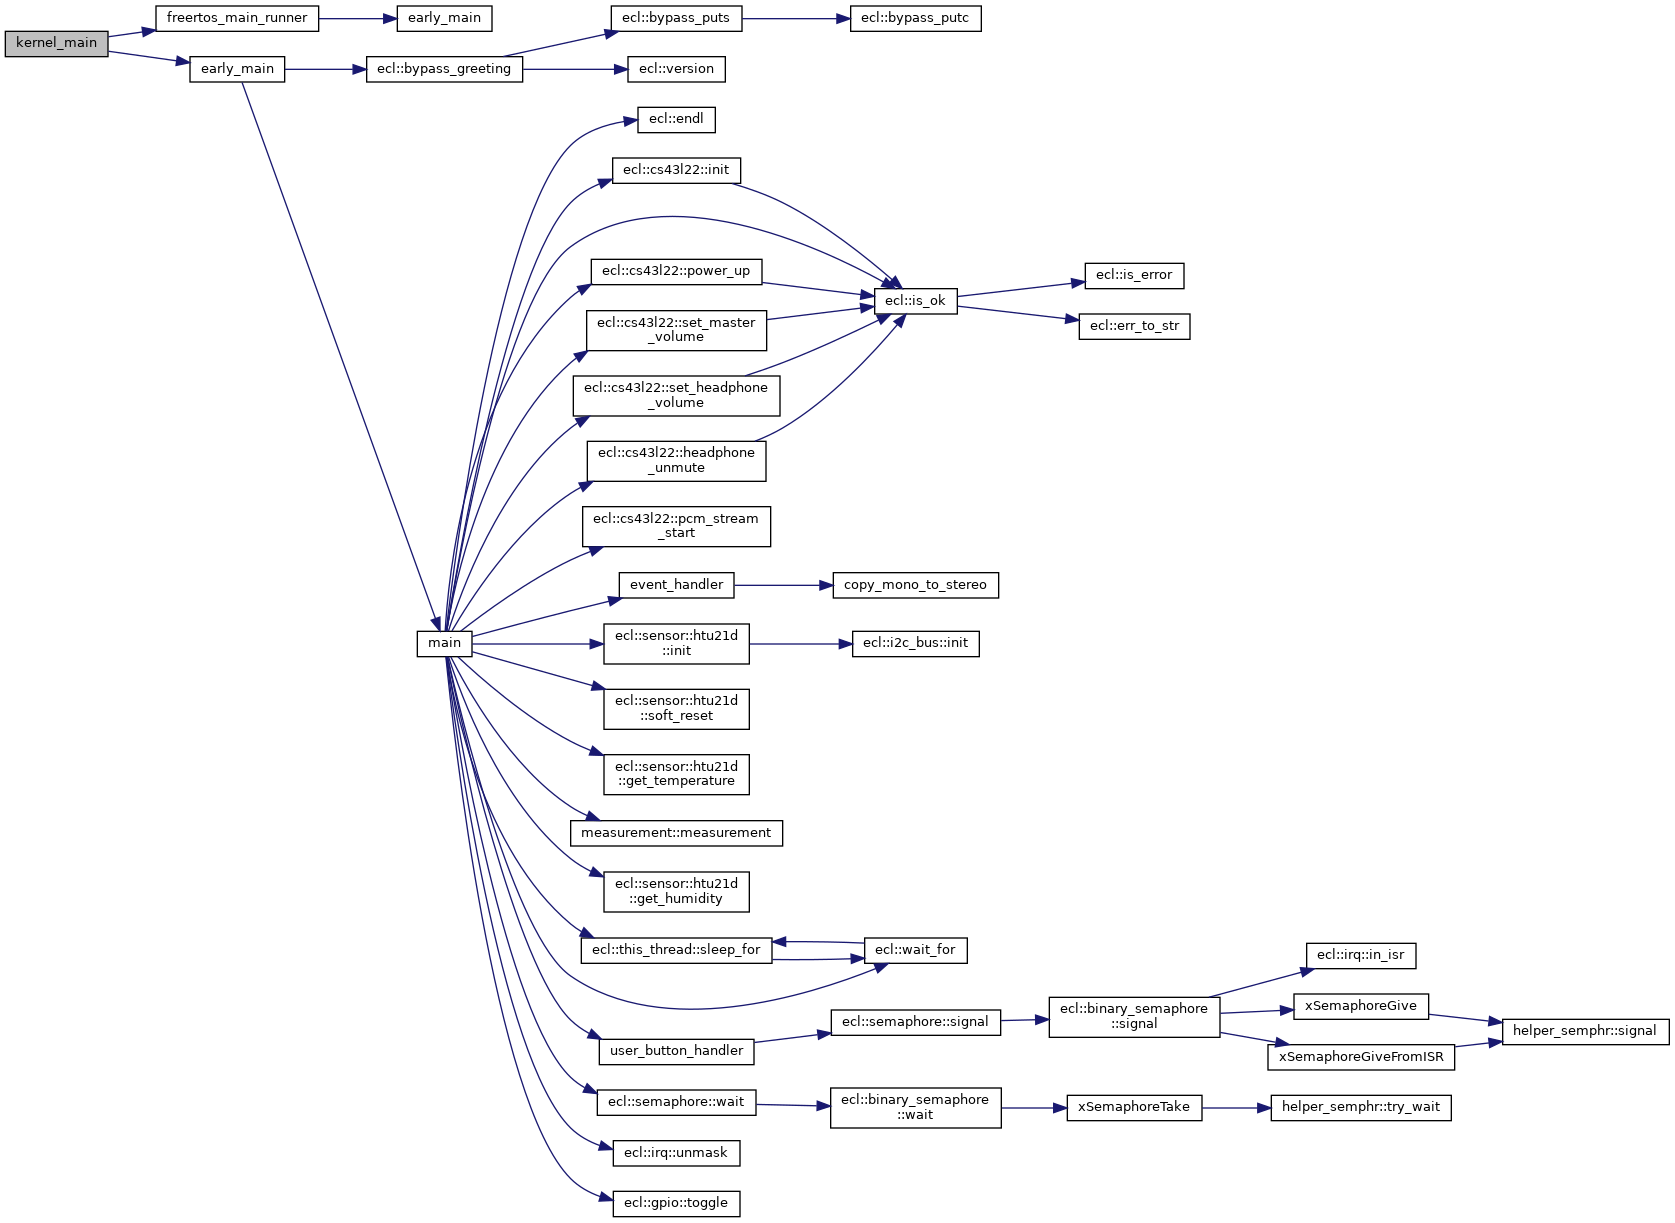 kernel_main
freertos_main_runner
early_main
early_main
ecl::bypass_greeting
ecl::bypass_puts
ecl::bypass_putc
ecl::version
main
ecl::endl
ecl::cs43l22::init
ecl::cs43l22::power_up
ecl::cs43l22::set_master
_volume
ecl::cs43l22::set_headphone
_volume
ecl::cs43l22::headphone
_unmute
ecl::is_ok
ecl::is_error
ecl::err_to_str
ecl::cs43l22::pcm_stream
_start
event_handler
copy_mono_to_stereo
ecl::sensor::htu21d
::init
ecl::i2c_bus::init
ecl::sensor::htu21d
::soft_reset
ecl::sensor::htu21d
::get_temperature
measurement::measurement
ecl::sensor::htu21d
::get_humidity
ecl::this_thread::sleep_for
ecl::wait_for
user_button_handler
ecl::semaphore::signal
ecl::binary_semaphore
::signal
ecl::irq::in_isr
xSemaphoreGive
xSemaphoreGiveFromISR
helper_semphr::signal
ecl::semaphore::wait
ecl::binary_semaphore
::wait
xSemaphoreTake
helper_semphr::try_wait
ecl::irq::unmask
ecl::gpio::toggle